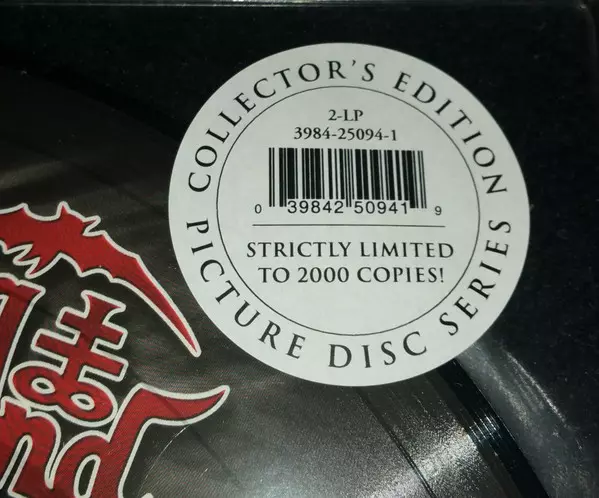 COLLECTOR'S EDITION
2-LP
3984-25094-1
0 39842 50941 9
STRICTLY LIMITED
TO 2000 COPIES!
PICTURE DISC SERIES
nd